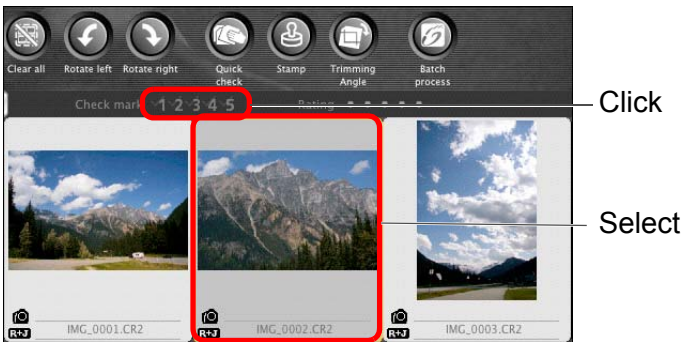 Clear all Rotate left Rotate right Quick check Stamp Trimming Angle Batch process
Check mark 1 2 3 4 5 Rating
Click
Select
R+J IMG_0001.CR2 R+J IMG_0002.CR2 R+J IMG_0003.CR2